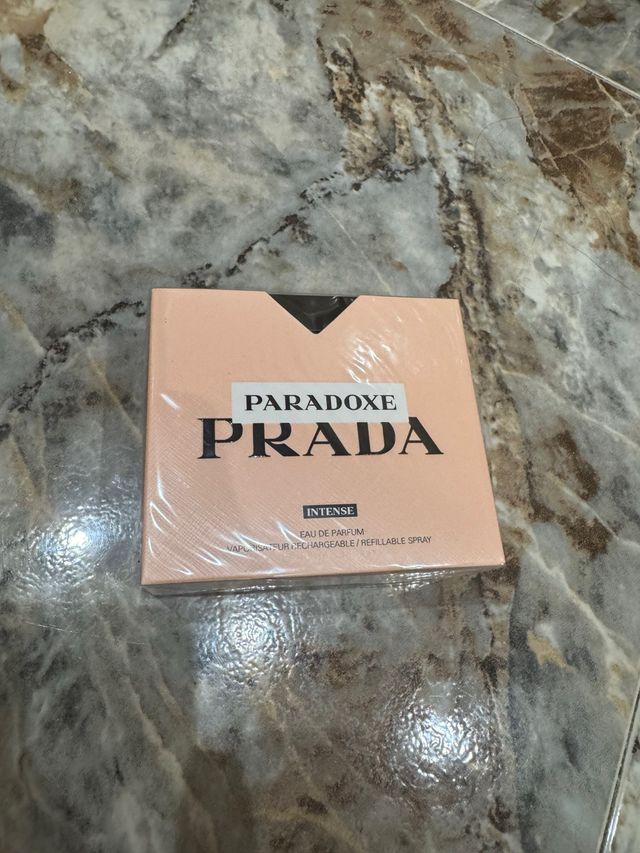 PARADOXE
PRADA
INTENSE
EAU DE PARFUM
VAPORISATEUR RECHARGEABLE / REFILLABLE SPRAY